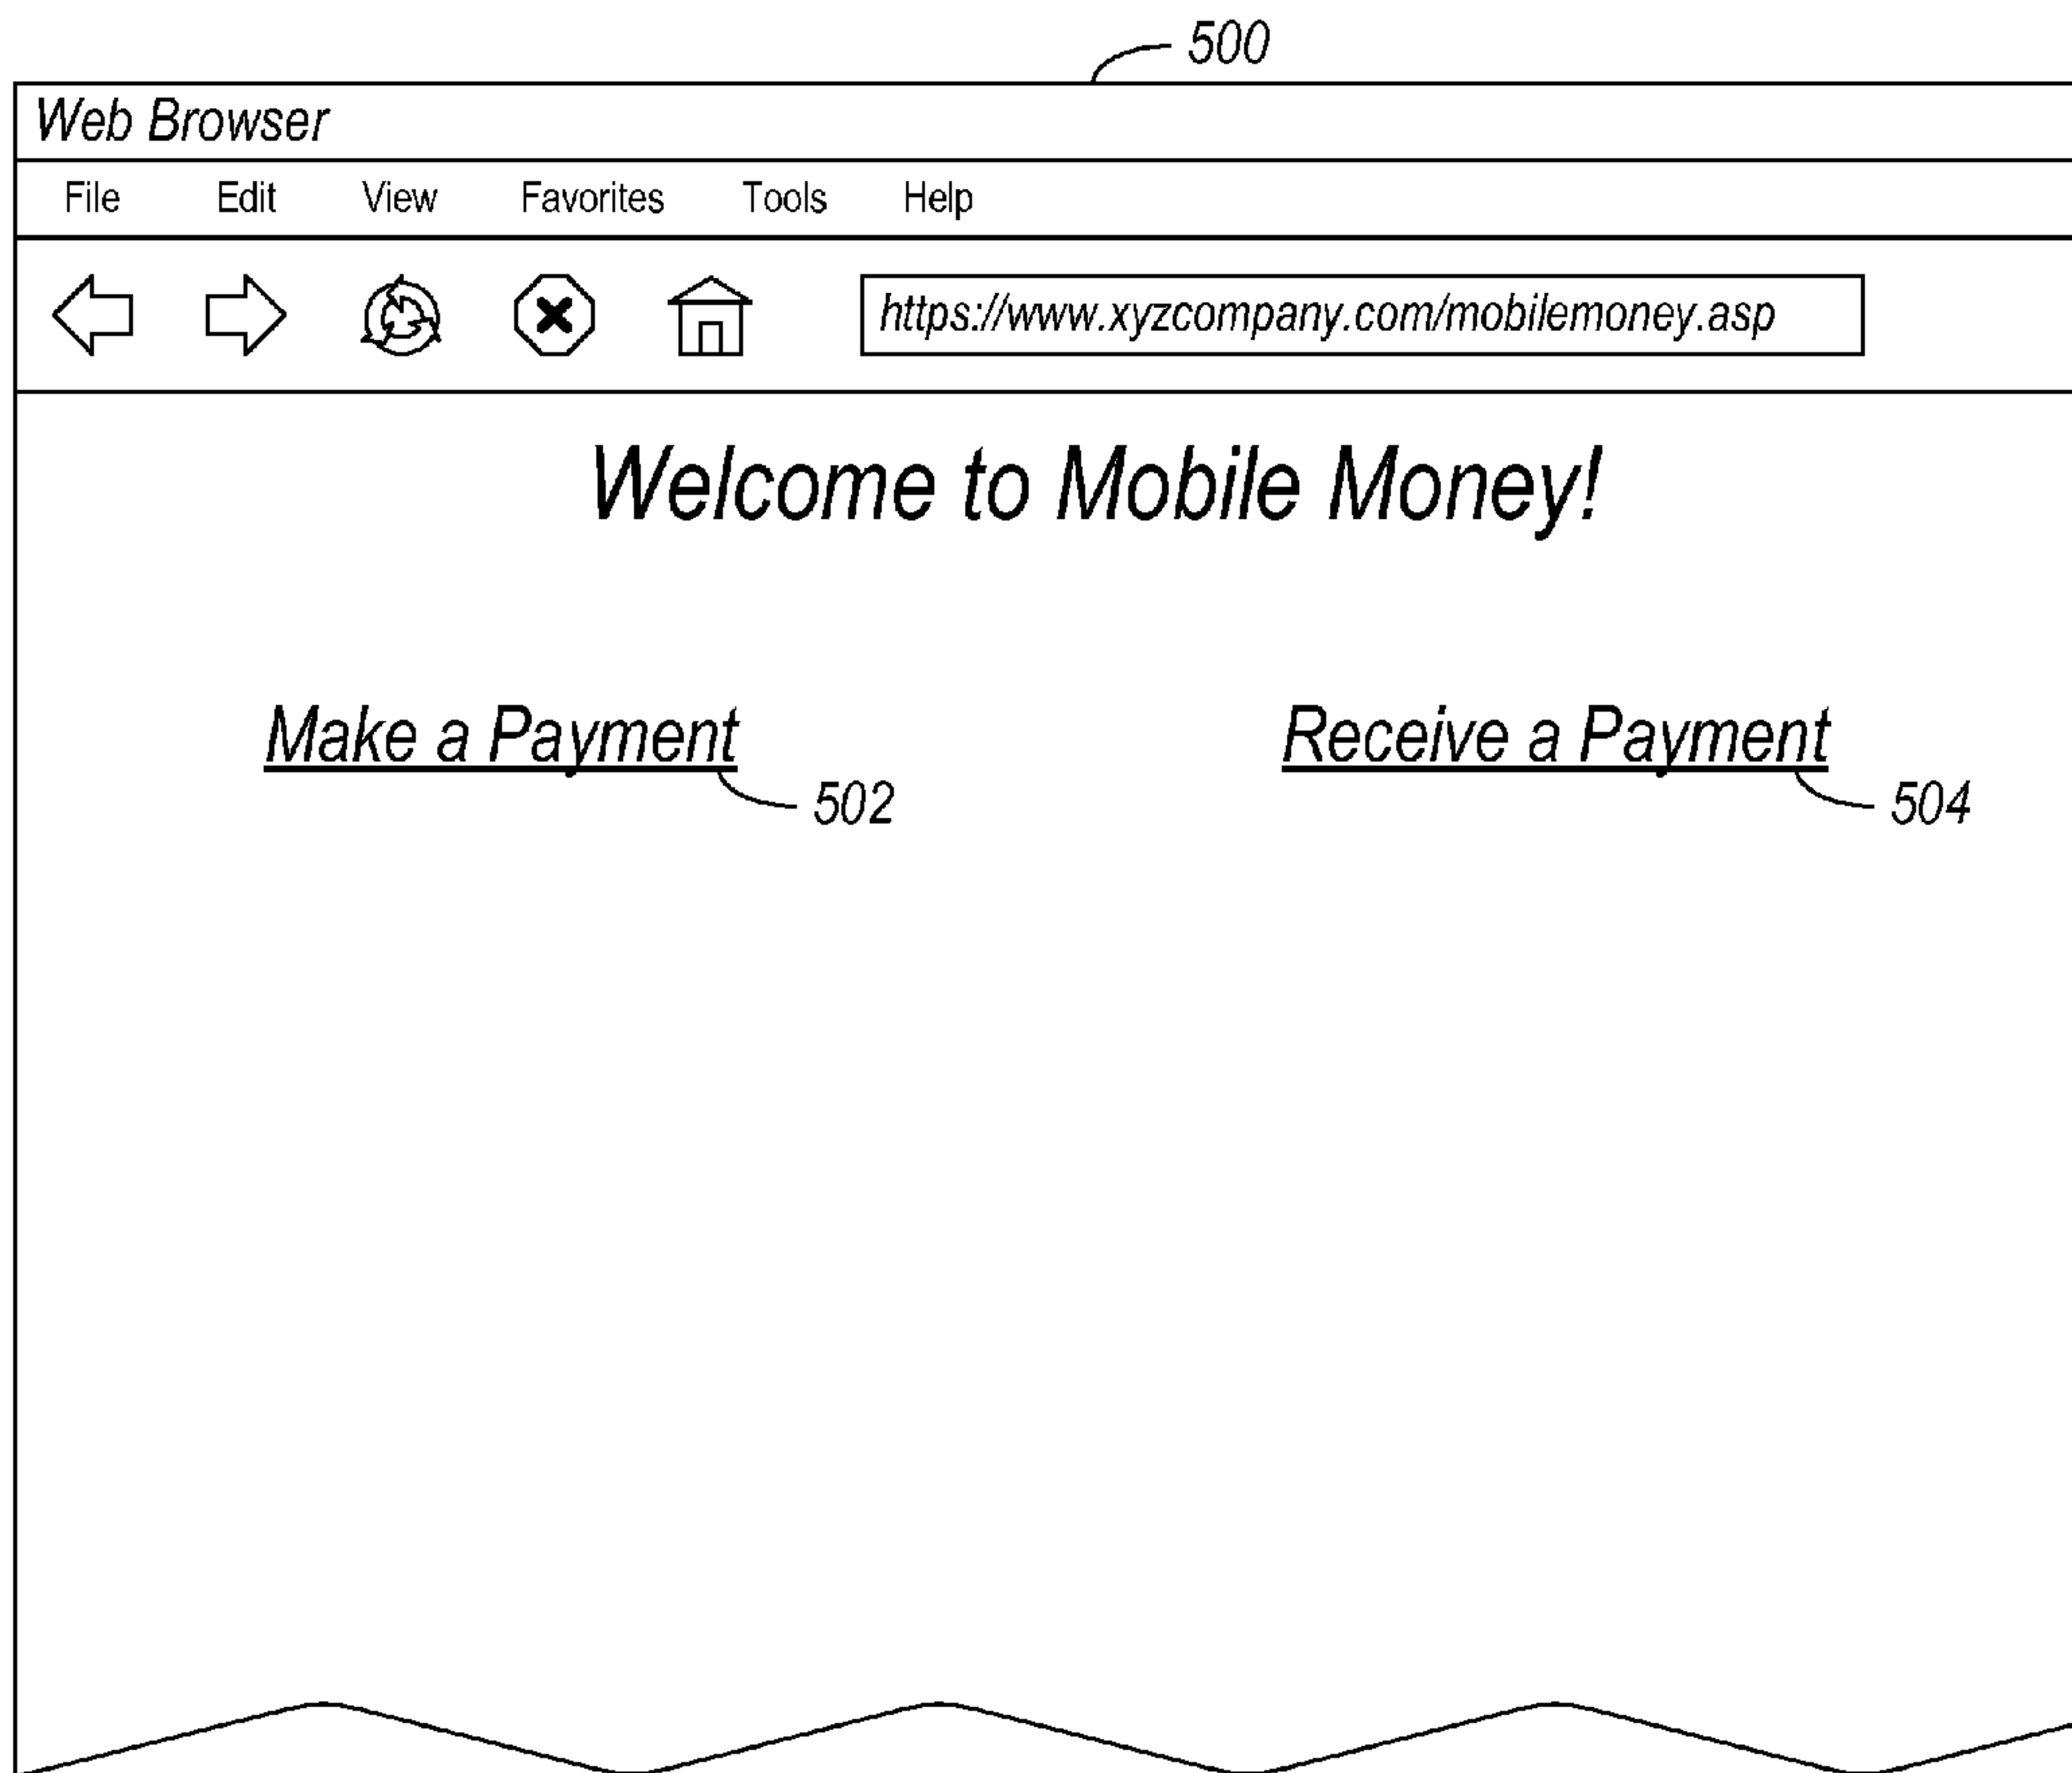 500
Web Browser
File Edit View Favorites Tools Help
https://www.xyzcompany.com/mobilemoney.asp
Welcome to Mobile Money!
Make a Payment Receive a Payment
502 504